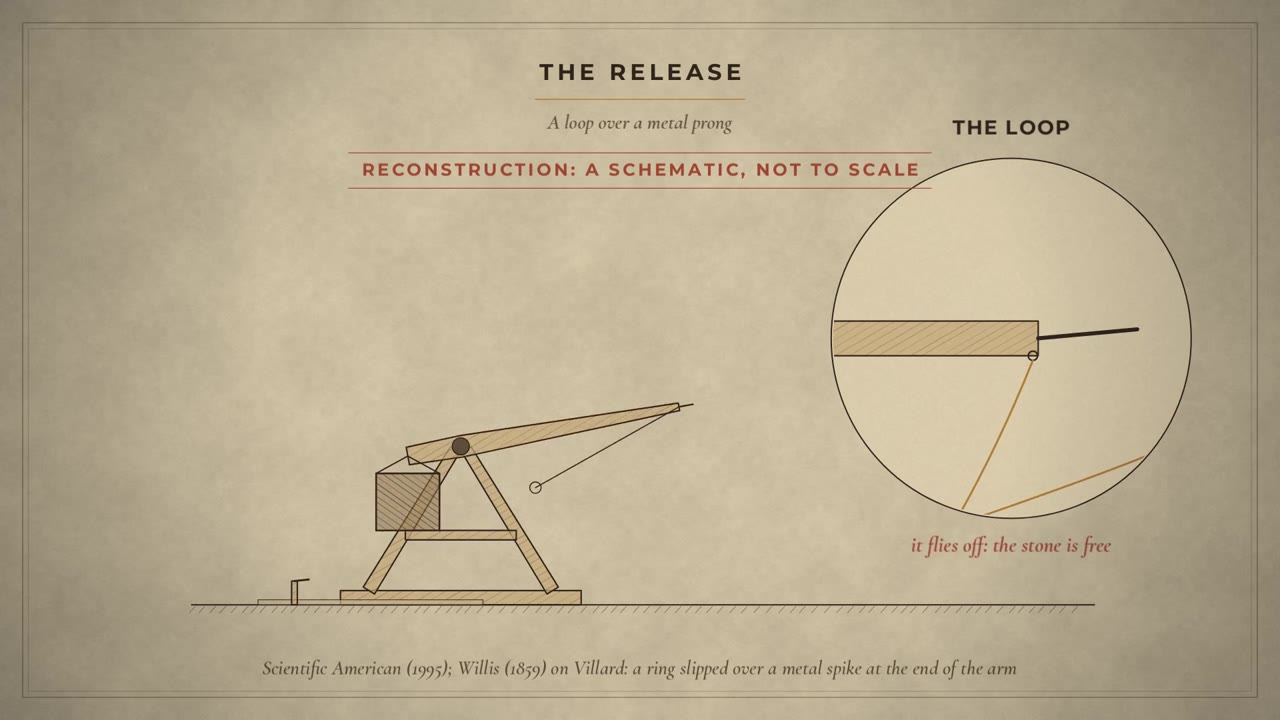 THE RELEASE
A loop over a metal prong
RECONSTRUCTION: A SCHEMATIC, NOT TO SCALE
THE LOOP
it flies off: the stone is free
Scientific American (1995); Willis (1859) on Villard: a ring slipped over a metal spike at the end of the arm